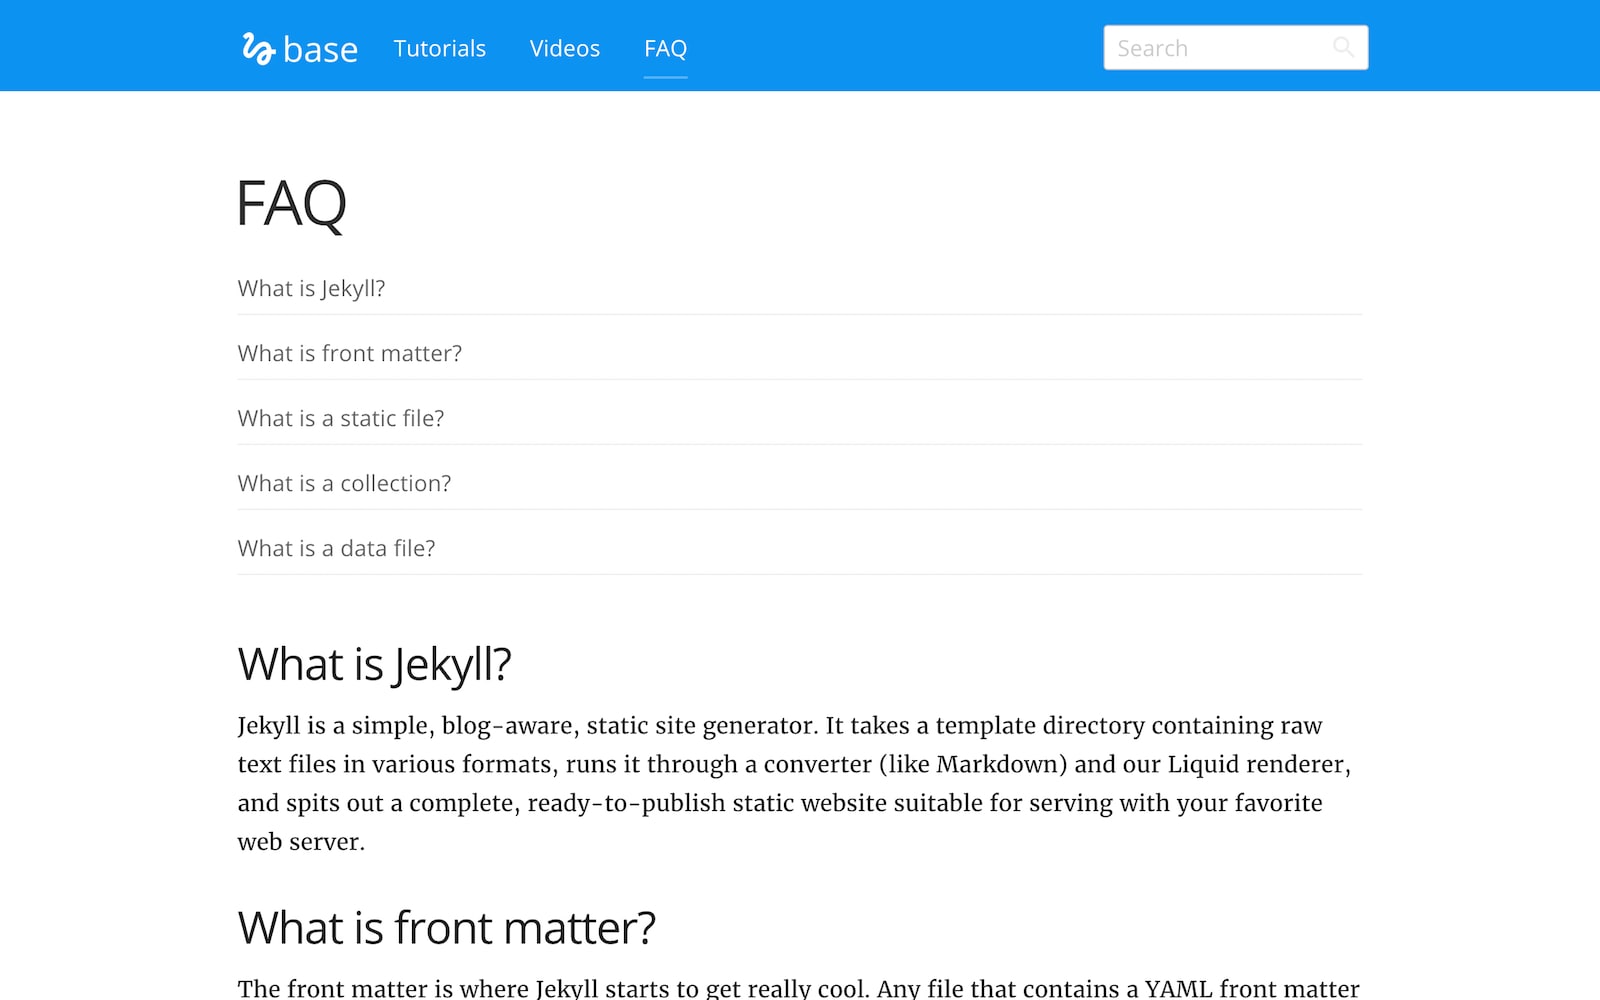 base
Tutorials
Videos
FAQ
Search
FAQ
What is Jekyll?
What is front matter?
What is a static file?
What is a collection?
What is a data file?
What is Jekyll?
Jekyll is a simple, blog-aware, static site generator. It takes a template directory containing raw
text files in various formats, runs it through a converter (like Markdown) and our Liquid renderer,
and spits out a complete, ready-to-publish static website suitable for serving with your favorite
web server.
What is front matter?
The front matter is where Jekyll starts to get really cool. Any file that contains a YAML front matter